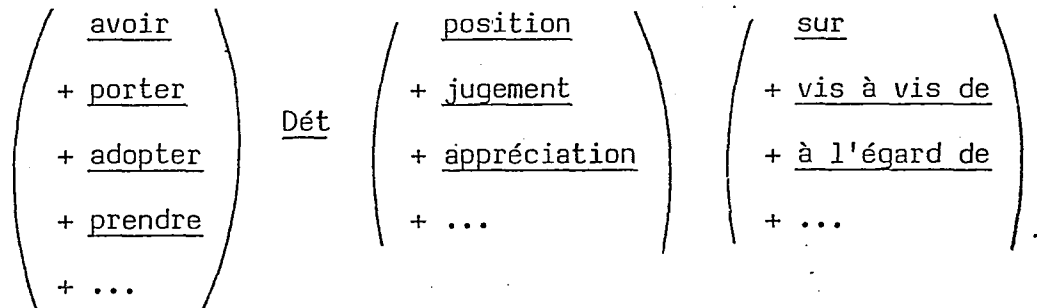 avoir position sur
+ porter + jugement + vis à vis de
Dét
+ adopter + appréciation + à l'égard de
+ prendre + ... + ...
+ ...